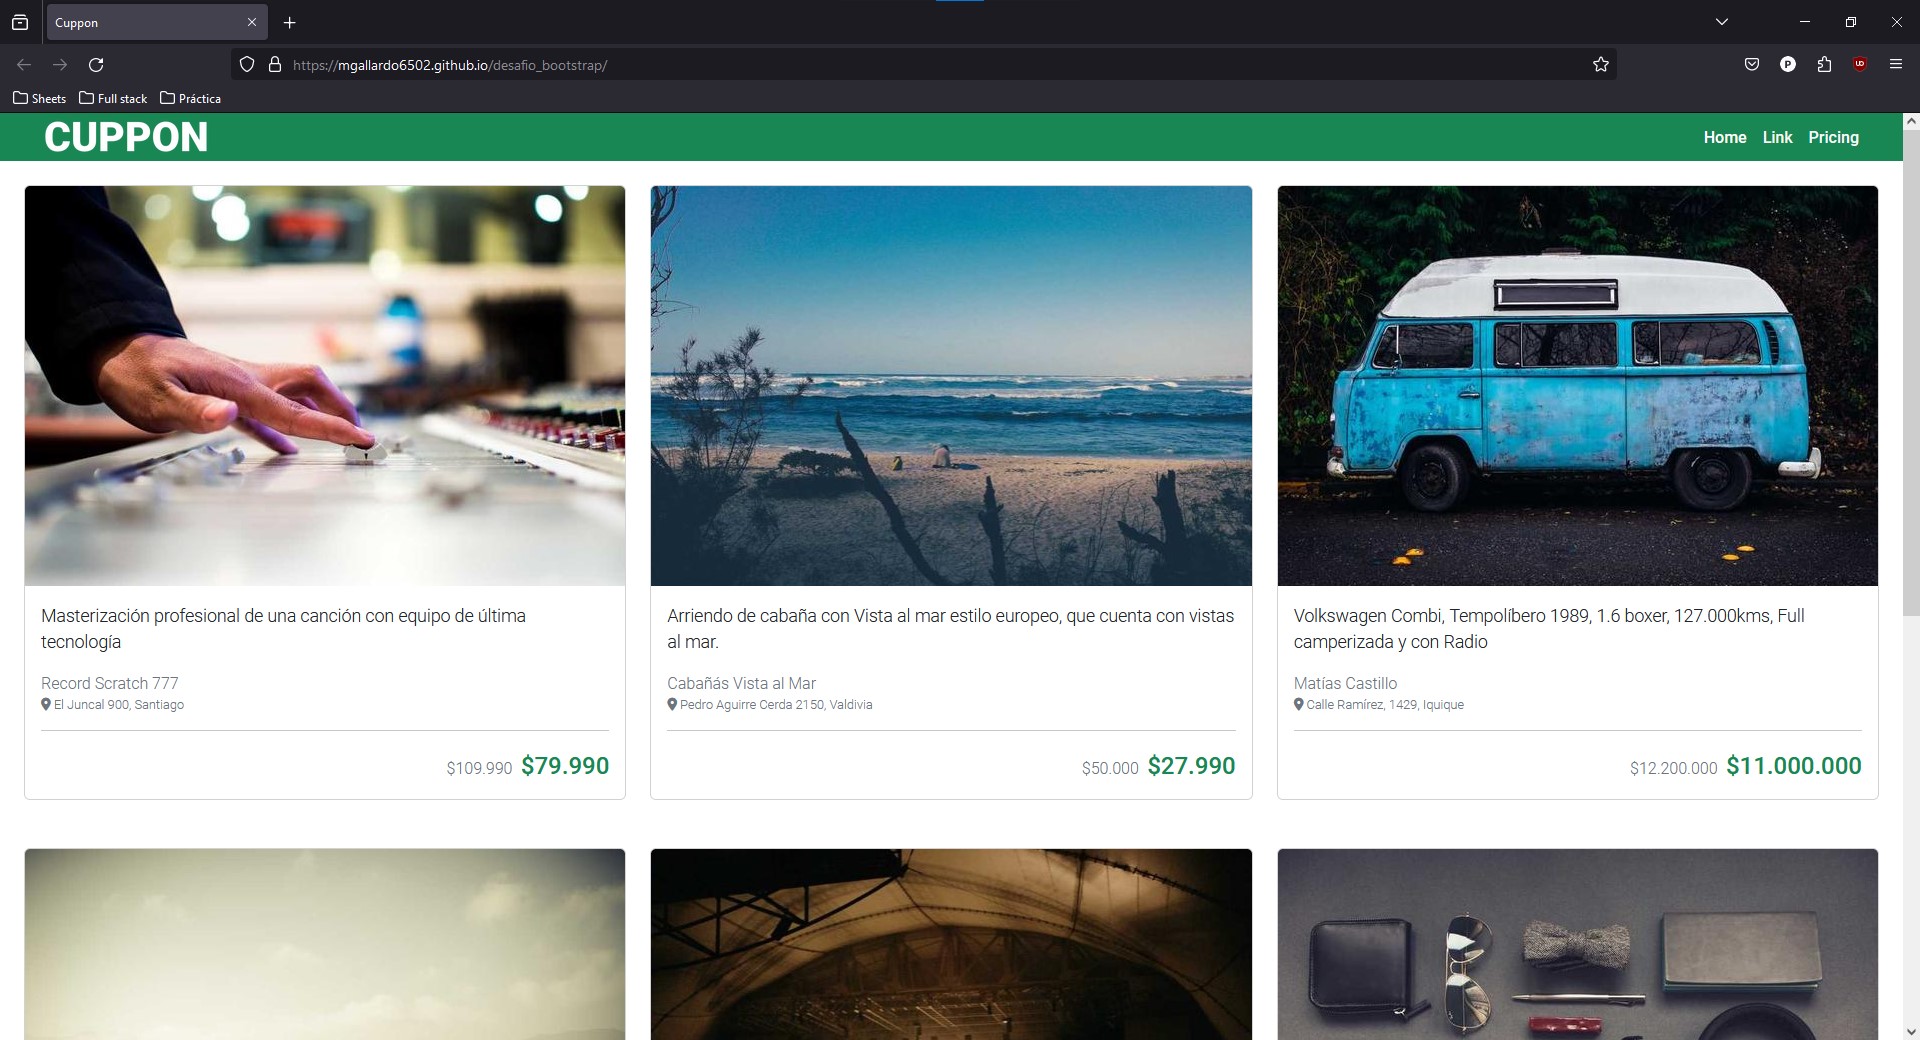 Cuppon
https://mgallardo6502.github.io/desafio_bootstrap/
Sheets
Full stack
Práctica
CUPPON
Home
Link
Pricing
Masterización profesional de una canción con equipo de última
tecnología
Record Scratch 777
El Juncal 900, Santiago
$109.990 $79.990
Arriendo de cabaña con Vista al mar estilo europeo, que cuenta con vistas
al mar.
Cabañás Vista al Mar
Pedro Aguirre Cerda 2150, Valdivia
$50.000 $27.990
Volkswagen Combi, Tempolíbero 1989, 1.6 boxer, 127.000kms, Full
camperizada y con Radio
Matías Castillo
Calle Ramírez, 1429, Iquique
$12.200.000 $11.000.000